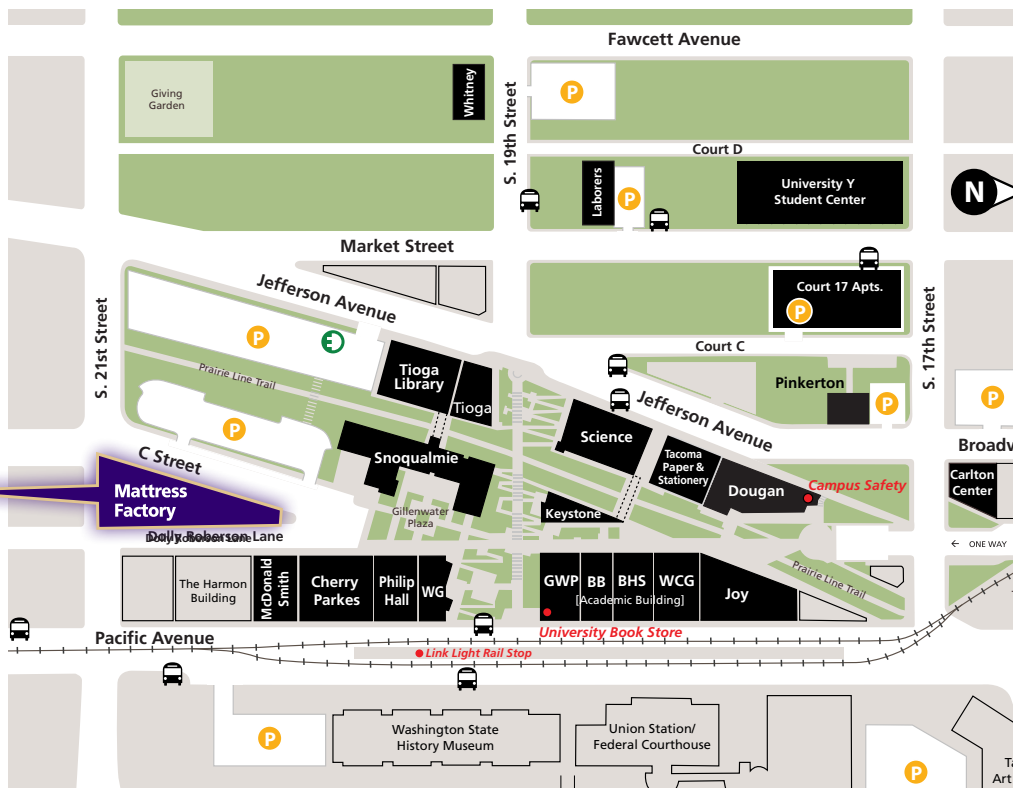 Fawcett Avenue
Giving
Garden
Whitney
S. 19th Street
P
Court D
Laborers
P
University Y
Student Center
N
Market Street
Jefferson Avenue
Court 17 Apts.
P
S. 21st Street
P
E
Prairie Line Trail
Court C
S. 17th Street
Tioga
Library
Tioga
Pinkerton
P
P
Jefferson Avenue
P
C Street
Science
Snoqualmie
Tacoma
Paper &
Stationery
Dougan
Campus Safety
Broadw
Carlton
Center
Mattress
Factory
Gillenwater
Plaza
Keystone
Dolly Roberson Lane
Dolly Roberson Lane
← ONE WAY
The Harmon
Building
McDonald
Smith
Cherry
Parkes
Philip
Hall
WG
GWP
BB
BHS
WCG
[Academic Building]
Joy
Prairie Line Trail
Pacific Avenue
University Book Store
Link Light Rail Stop
P
Washington State
History Museum
Union Station/
Federal Courthouse
P
Ta
Art